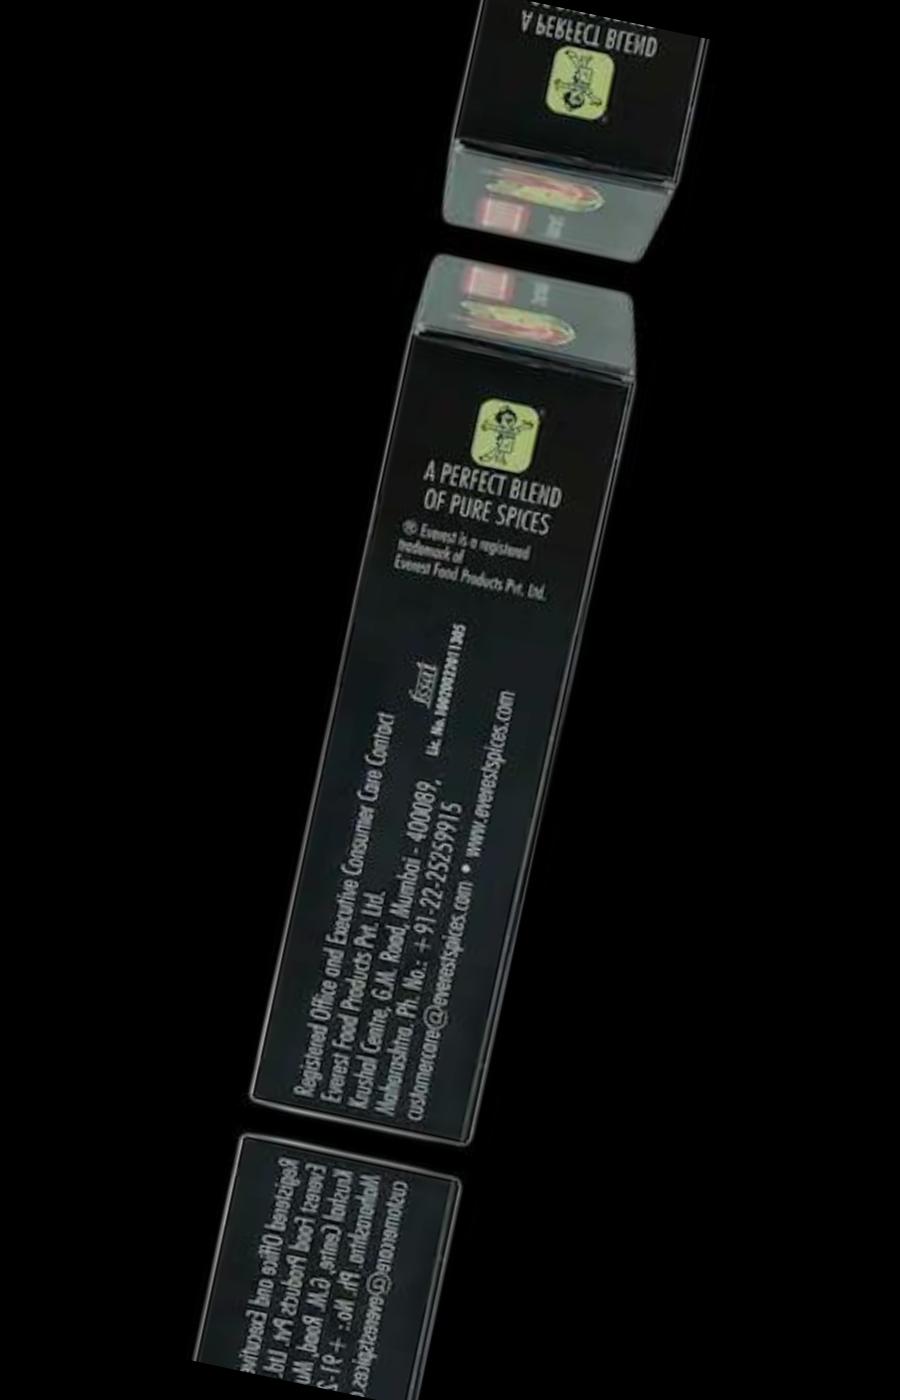 A PERFECT BLEND
OF PURE SPICES
® Everest is a registered
trademark of
Everest Food Products Pvt. Ltd.
fssai
Lic. No.
Registered Office and Executive Consumer Care Contact
Everest Food Products Pvt. Ltd.
Krushal Centre, G.M. Road, Mumbai - 400089,
Maharashtra. Ph. No.: +91-22-25259915
customercare@everestspices.com • www.everestspices.com